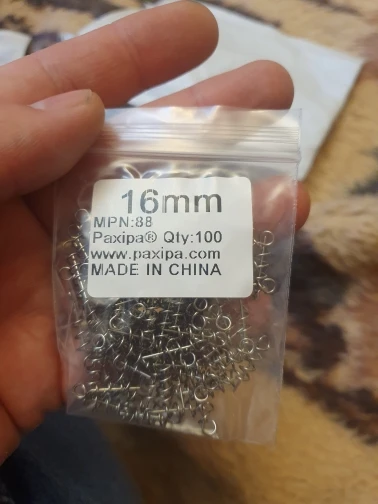 16mm
MPN:88
Paxipa® Qty:100
www.paxipa.com
MADE IN CHINA